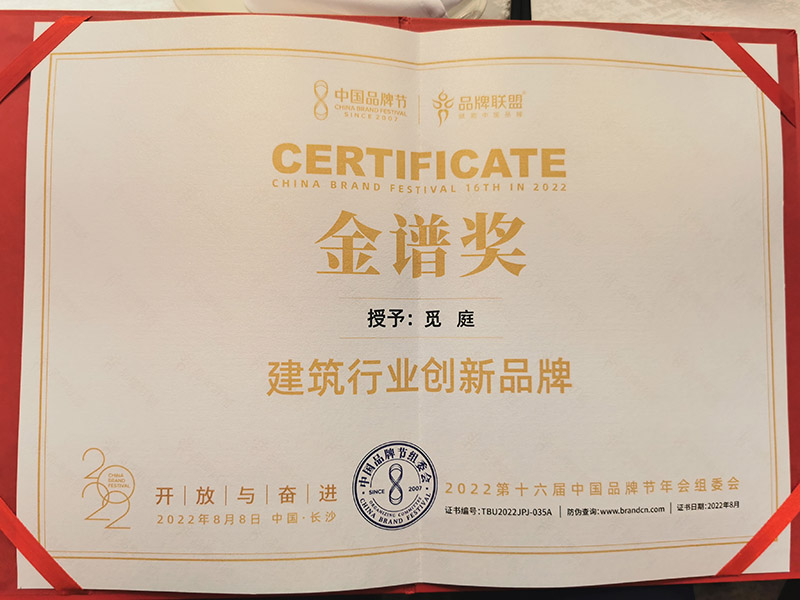 中国品牌节
CHINA BRAND FESTIVAL
SINCE 2007
品牌联盟
CERTIFICATE
CHINA BRAND FESTIVAL 16TH IN 2022
金谱奖
授予：觅 庭
建筑行业创新品牌
2022
CHINA
BRAND
FESTIVAL
开|放|与|奋|进
2022年8月8日 中国·长沙
中国品牌节组委会
SINCE 2007
ORGANIZING COMMITTEE
CHINA BRAND FESTIVAL
2022第十六届中国品牌节年会组委会
证书编号：TBU2022JPJ-035A | 防伪查询：www.brandcn.com | 证书日期：2022年8月